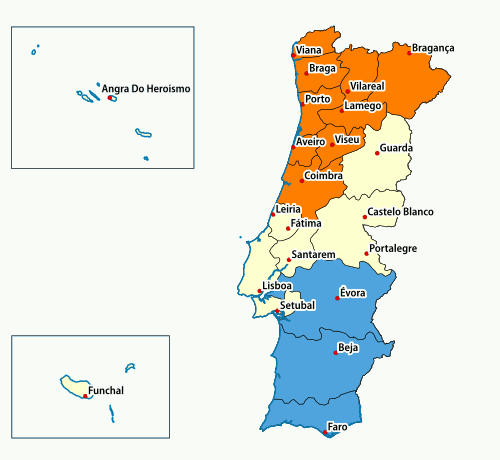 Viana
Bragança
Braga
Vilareal
Angra Do Heroísmo
Porto
Lamego
Aveiro
Viseu
Guarda
Coimbra
Leiria
Castelo Blanco
Fátima
Portalegre
Santarem
Lisboa
Évora
Setubal
Beja
Funchal
Faro